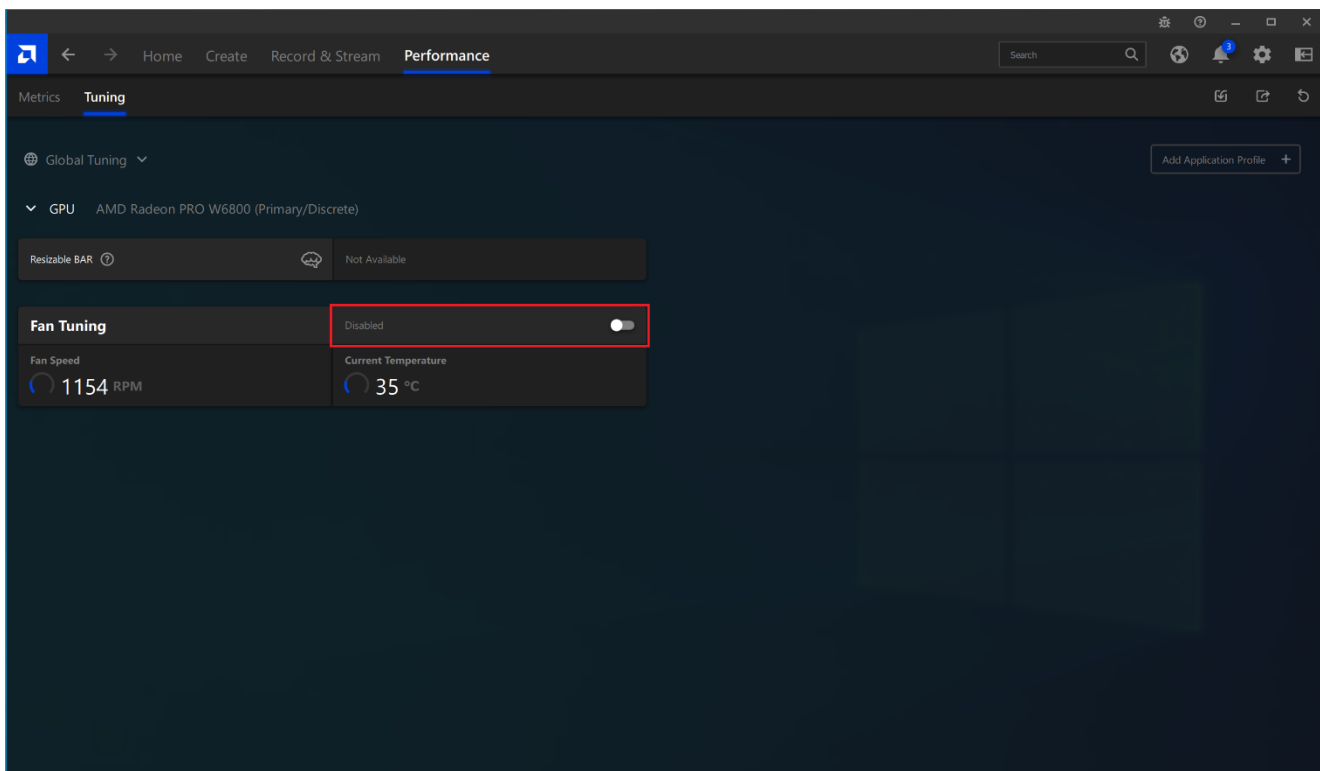 3
Home Create Record & Stream Performance Search
Metrics Tuning
Global Tuning Add Application Profile +
GPU AMD Radeon PRO W6800 (Primary/Discrete)
Resizable BAR ? Not Available
Fan Tuning Disabled
Fan Speed Current Temperature
1154 RPM 35 °C